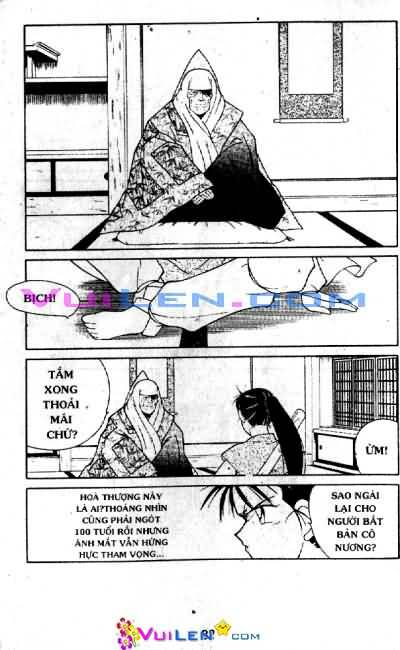 BỊCH!
VuiLen.com
TẮM
XONG
THOẢI
MÁI
CHỨ?
ỪM!
HOÀ THƯỢNG NÀY
LÀ AI?THOÁNG NHÌN
CŨNG PHẢI NGÓT
100 TUỔI RỒI NHƯNG
ÁNH MẮT VẪN HỪNG
HỰC THAM VỌNG...
SAO NGÀI
LẠI CHO
NGƯỜI BẮT
BẢN CÔ
NƯƠNG?
VuiLen.com